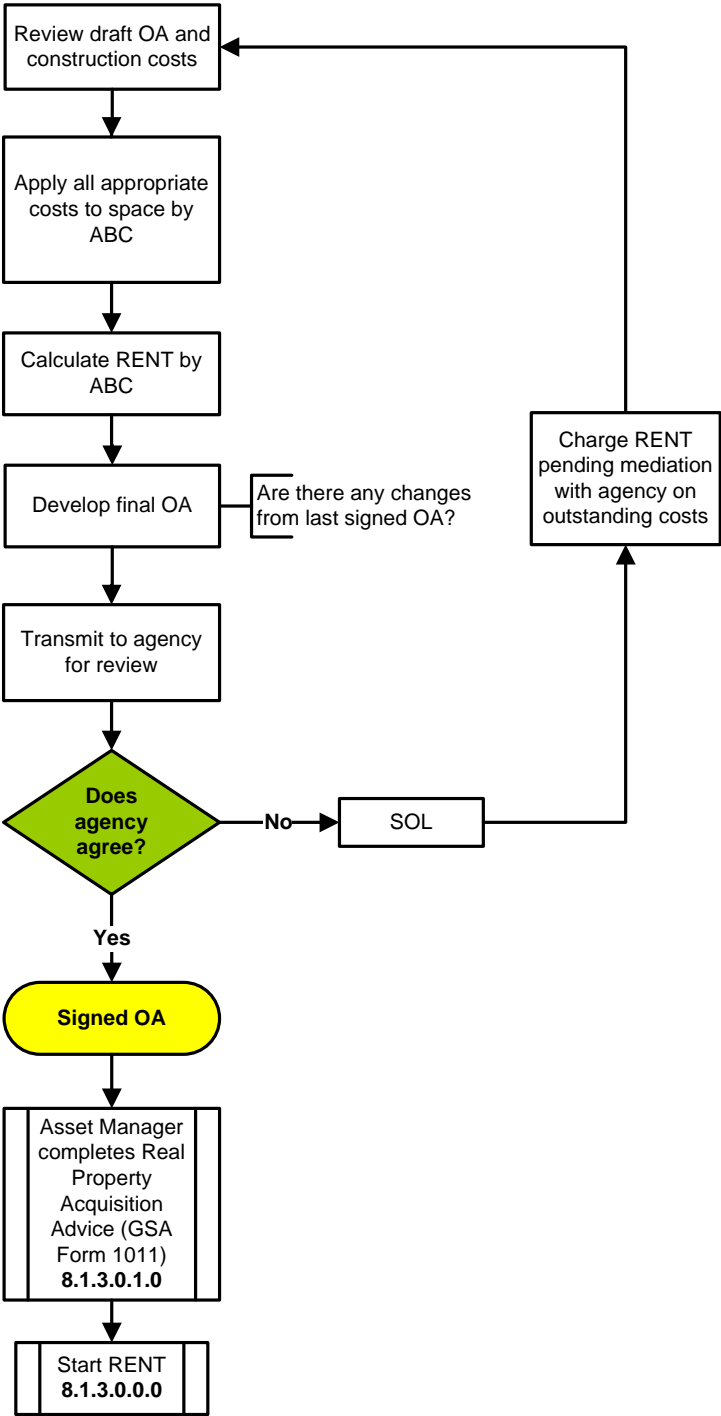 Review draft OA and
construction costs
Apply all appropriate
costs to space by
ABC
Calculate RENT by
ABC
Develop final OA
Are there any changes
from last signed OA?
Charge RENT
pending mediation
with agency on
outstanding costs
Transmit to agency
for review
Does
agency
agree?
No
SOL
Yes
Signed OA
Asset Manager
completes Real
Property
Acquisition
Advice (GSA
Form 1011)
8.1.3.0.1.0
Start RENT
8.1.3.0.0.0